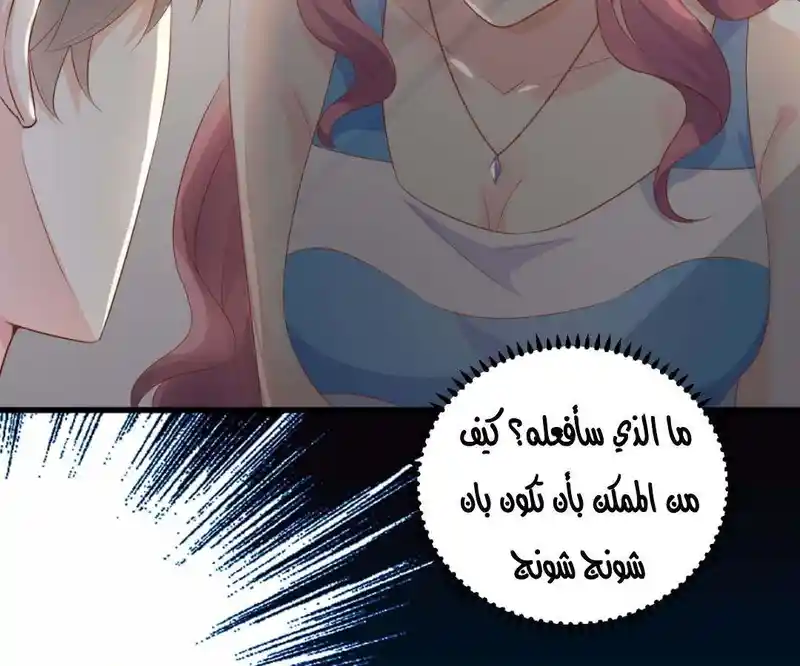 ما الذي سأفعله؟ كيف
من الممكن بأن تكون بان
شونج شونج